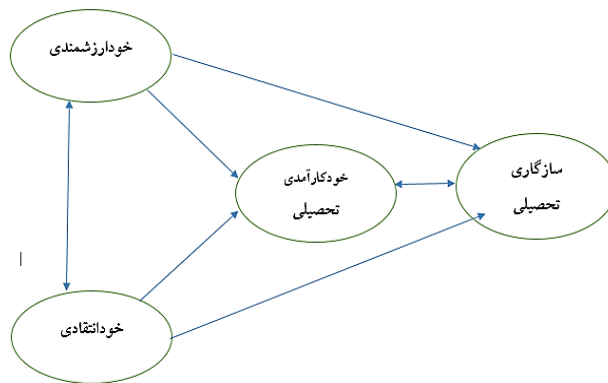 خودارزشمندی
خودکارآمدی
تحصیلی
سازگاری
تحصیلی
خودانتقادی